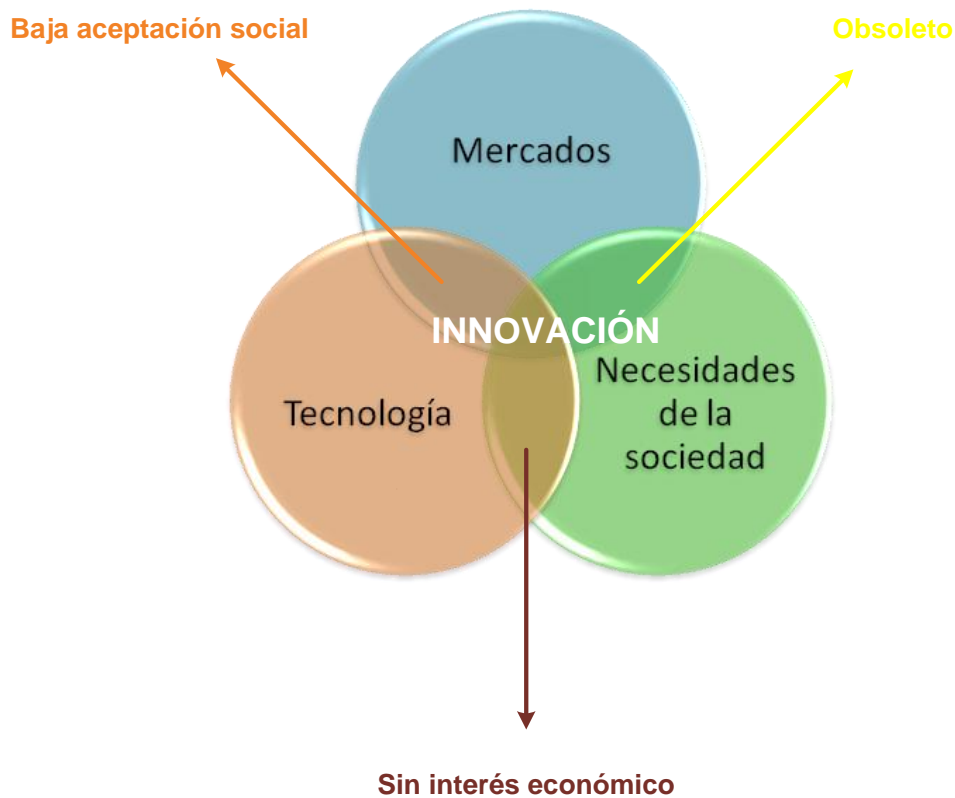 Baja aceptación social
Obsoleto
Mercados
INNOVACIÓN
Tecnología
Necesidades
de la
sociedad
Sin interés económico